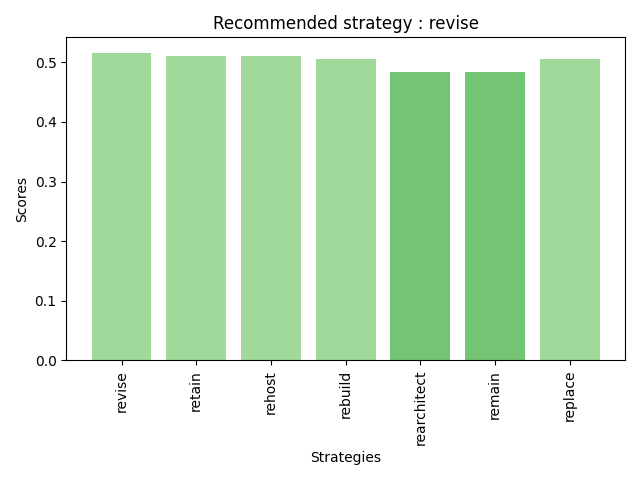 Recommended strategy : revise
0.5
0.4
0.3
0.2
0.1
0.0
Scores
revise
retain
rehost
rebuild
rearchitect
remain
replace
Strategies